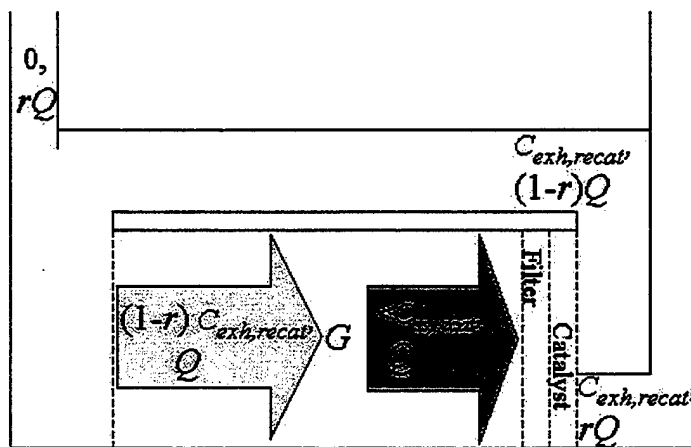 0,
rQ
C_exh,recat,
(1-r)Q
Filter
(1-r) C_exh,recat, G
Q
Catalyst
C_exh,recat,
rQ